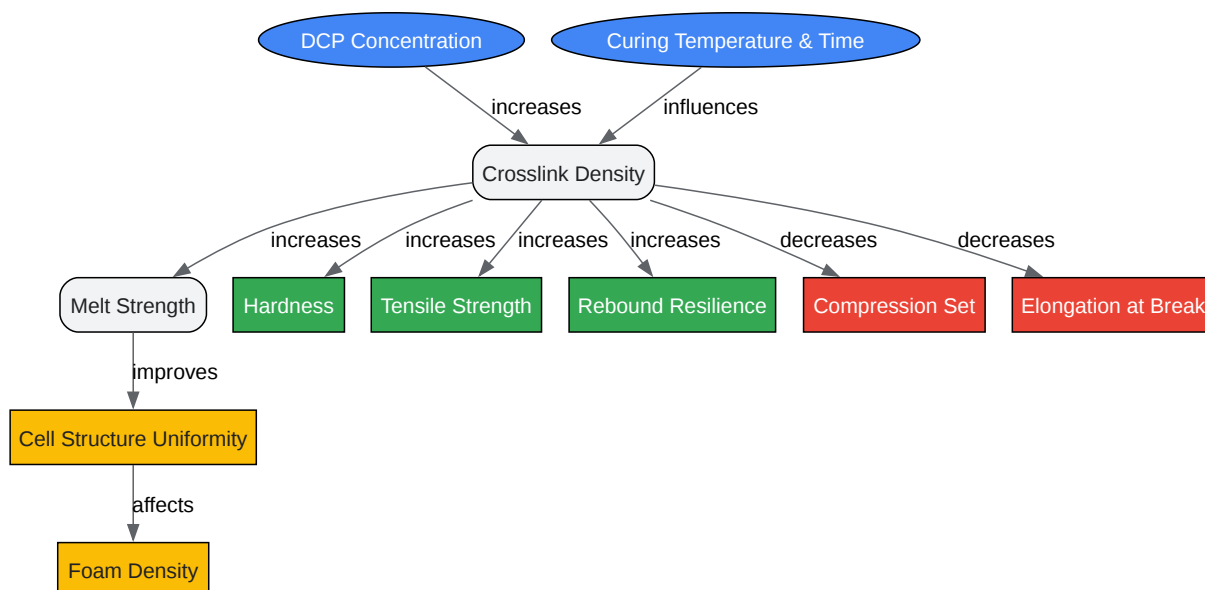 DCP Concentration
Curing Temperature & Time
increases
influences
Crosslink Density
increases
increases
increases
increases
decreases
decreases
Melt Strength
Hardness
Tensile Strength
Rebound Resilience
Compression Set
Elongation at Break
improves
Cell Structure Uniformity
affects
Foam Density